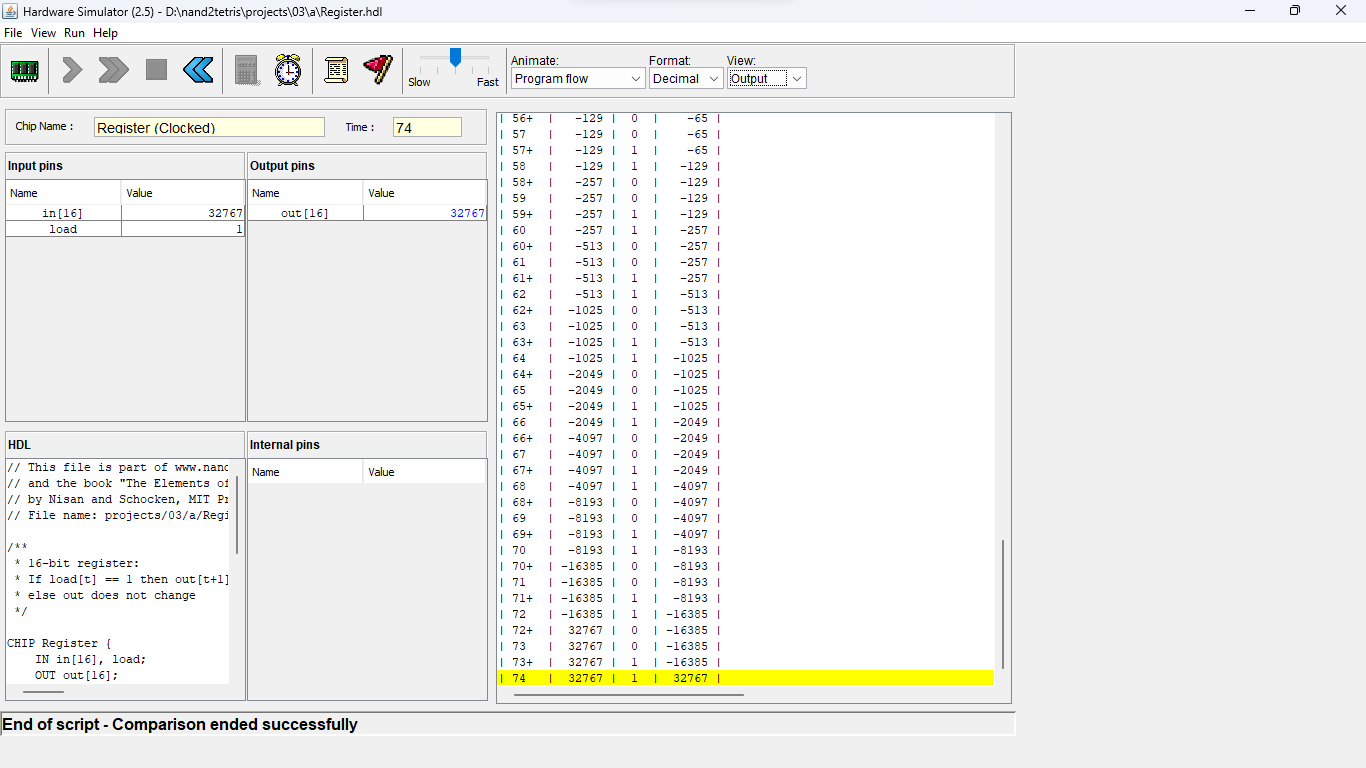 Hardware Simulator (2.5) - D:\nand2tetris\projects\03\a\Register.hdl
File View Run Help
Slow Fast
Animate: Format: View:
Program flow Decimal Output
Chip Name : Register (Clocked) Time : 74
Input pins
Name Value
in[16] 32767
load 1
Output pins
Name Value
out[16] 32767
HDL
// This file is part of www.nand
// and the book "The Elements of
// by Nisan and Schocken, MIT Pr
// File name: projects/03/a/Regi
/**
* 16-bit register:
* If load[t] == 1 then out[t+1]
* else out does not change
*/
CHIP Register {
IN in[16], load;
OUT out[16];
Internal pins
Name Value
| 56+ | -129 | 0 | -65 |
| 57 | -129 | 0 | -65 |
| 57+ | -129 | 1 | -65 |
| 58 | -129 | 1 | -129 |
| 58+ | -257 | 0 | -129 |
| 59 | -257 | 0 | -129 |
| 59+ | -257 | 1 | -129 |
| 60 | -257 | 1 | -257 |
| 60+ | -513 | 0 | -257 |
| 61 | -513 | 0 | -257 |
| 61+ | -513 | 1 | -257 |
| 62 | -513 | 1 | -513 |
| 62+ | -1025 | 0 | -513 |
| 63 | -1025 | 0 | -513 |
| 63+ | -1025 | 1 | -513 |
| 64 | -1025 | 1 | -1025 |
| 64+ | -2049 | 0 | -1025 |
| 65 | -2049 | 0 | -1025 |
| 65+ | -2049 | 1 | -1025 |
| 66 | -2049 | 1 | -2049 |
| 66+ | -4097 | 0 | -2049 |
| 67 | -4097 | 0 | -2049 |
| 67+ | -4097 | 1 | -2049 |
| 68 | -4097 | 1 | -4097 |
| 68+ | -8193 | 0 | -4097 |
| 69 | -8193 | 0 | -4097 |
| 69+ | -8193 | 1 | -4097 |
| 70 | -8193 | 1 | -8193 |
| 70+ | -16385 | 0 | -8193 |
| 71 | -16385 | 0 | -8193 |
| 71+ | -16385 | 1 | -8193 |
| 72 | -16385 | 1 | -16385 |
| 72+ | 32767 | 0 | -16385 |
| 73 | 32767 | 0 | -16385 |
| 73+ | 32767 | 1 | -16385 |
| 74 | 32767 | 1 | 32767 |
End of script - Comparison ended successfully